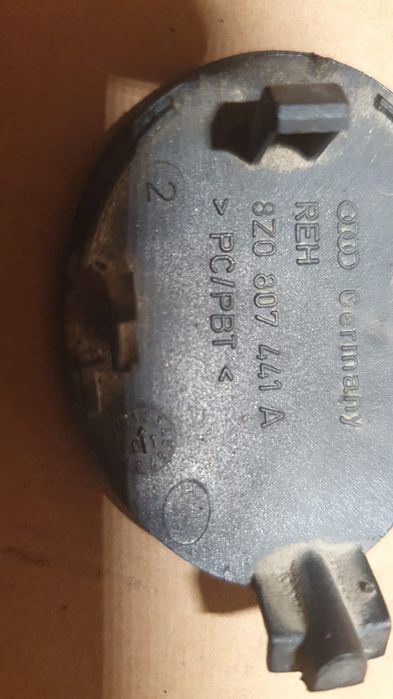 Germany
REH
8Z0 807 441 A
> PC/PBT <
2